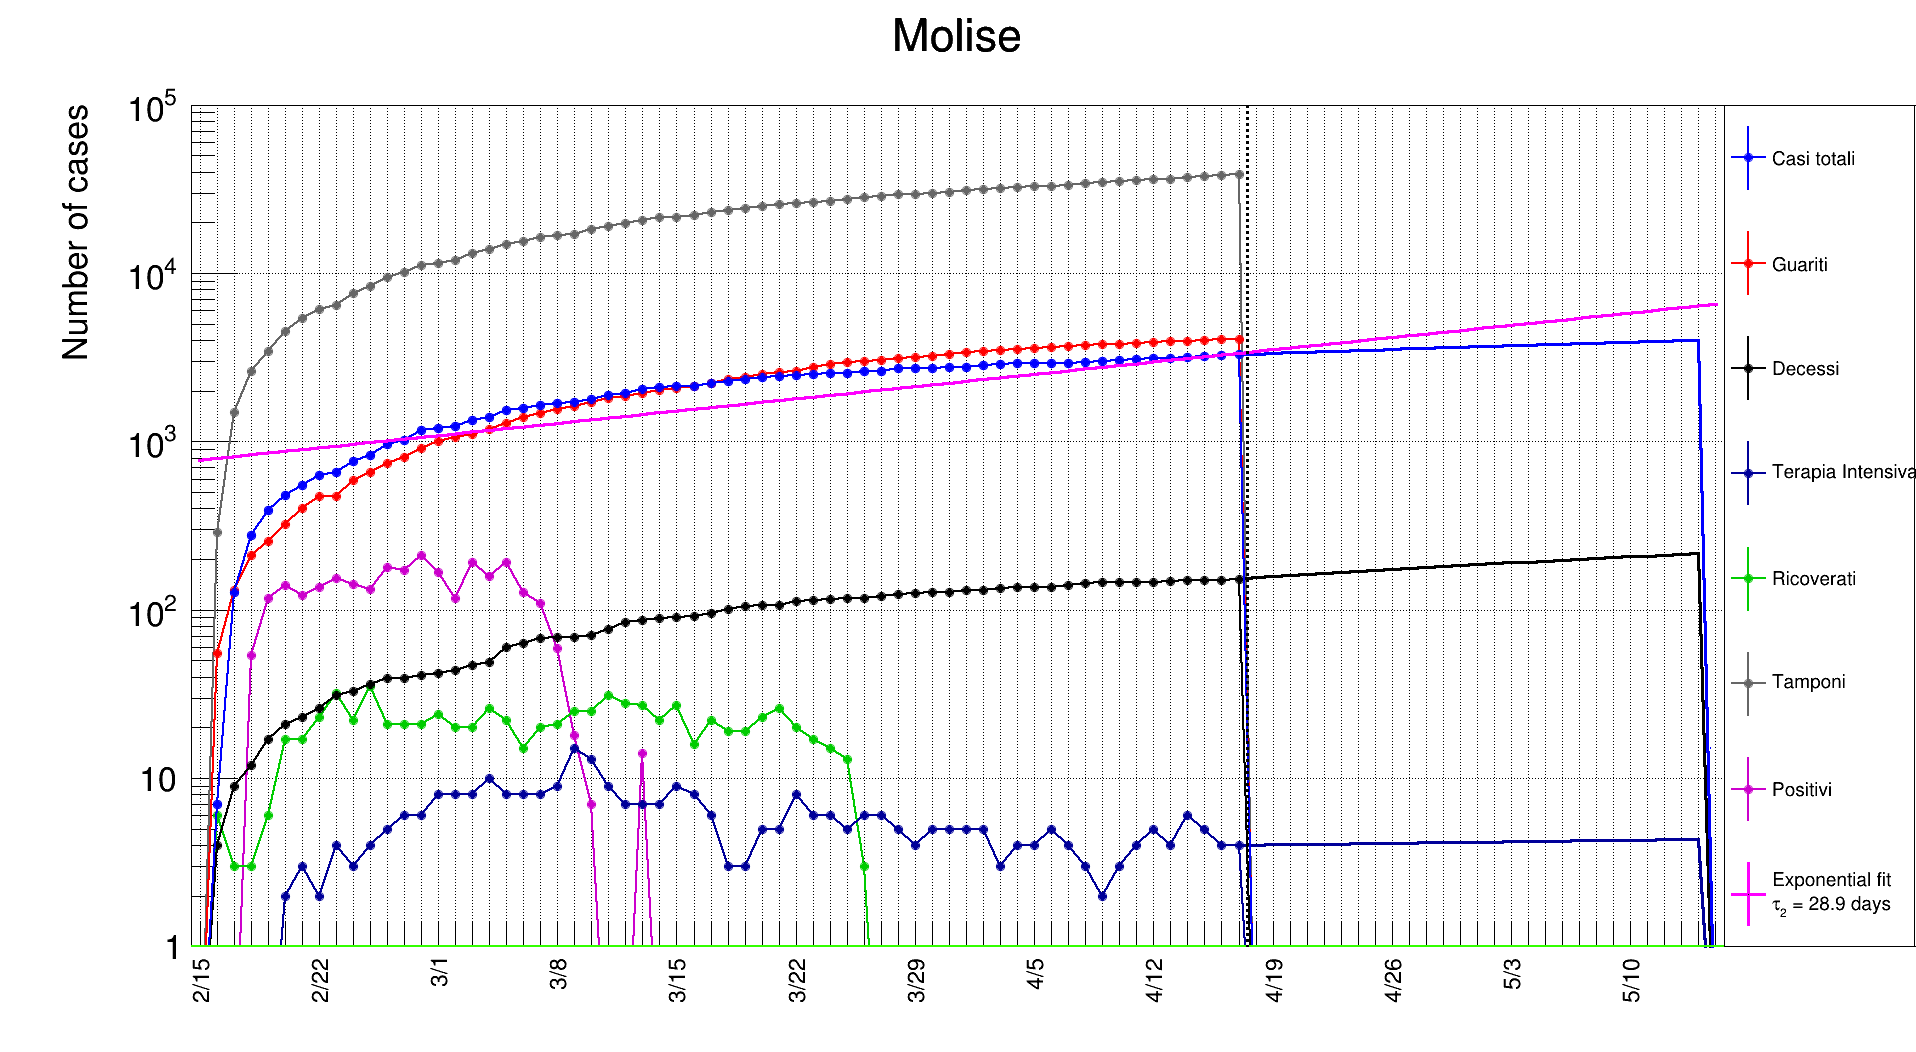 Molise
Number of cases
10^5
10^4
10^3
10^2
10
1
2/15 2/22 3/1 3/8 3/15 3/22 3/29 4/5 4/12 4/19 4/26 5/3 5/10
Casi totali
Guariti
Decessi
Terapia Intensiva
Ricoverati
Tamponi
Positivi
Exponential fit
τ_2 = 28.9 days